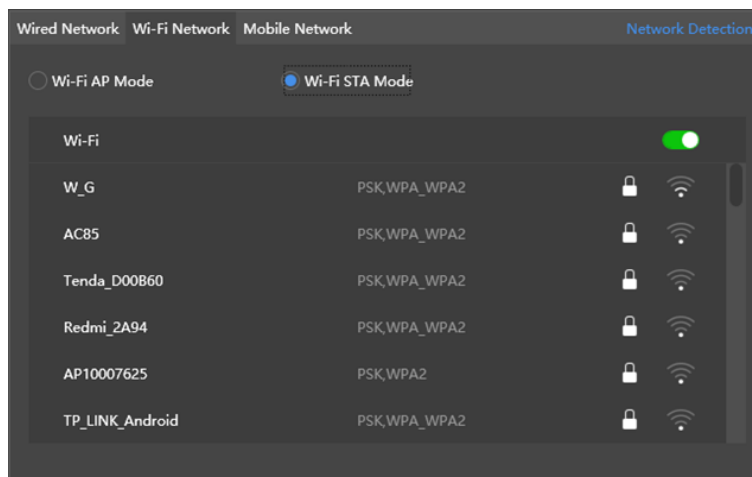 Wired Network Wi-Fi Network Mobile Network Network Detection
Wi-Fi AP Mode Wi-Fi STA Mode
Wi-Fi
W_G PSK,WPA_WPA2
AC85 PSK,WPA_WPA2
Tenda_D00B60 PSK,WPA_WPA2
Redmi_2A94 PSK,WPA_WPA2
AP10007625 PSK,WPA2
TP_LINK_Android PSK,WPA_WPA2